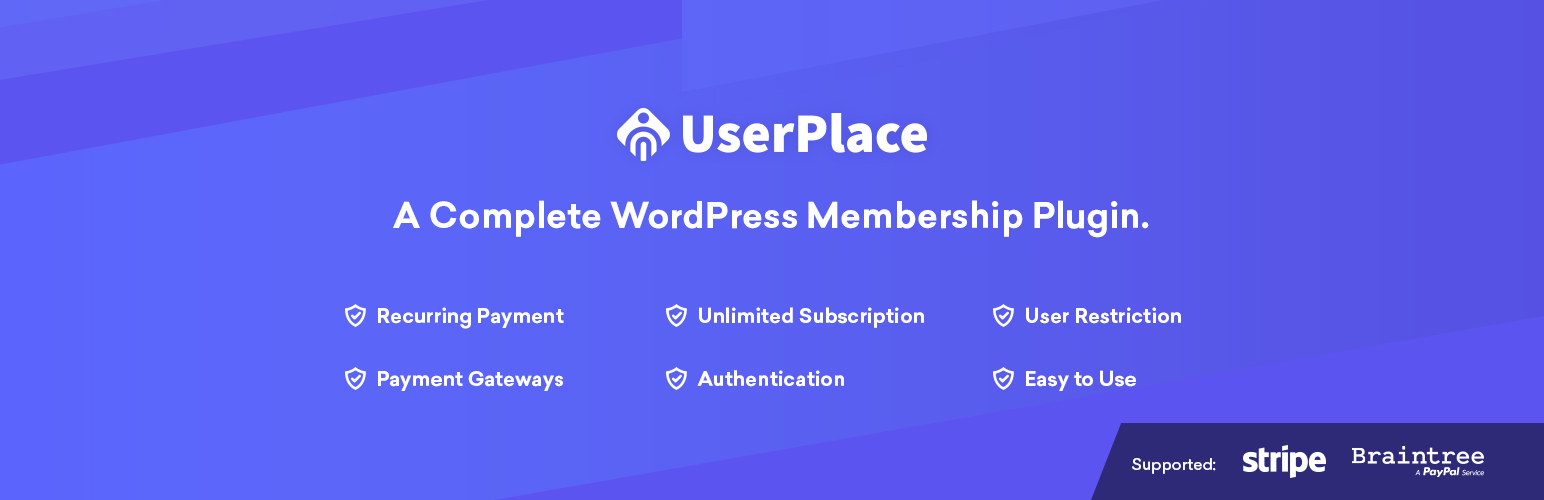 UserPlace
A Complete WordPress Membership Plugin.
Recurring Payment
Unlimited Subscription
User Restriction
Payment Gateways
Authentication
Easy to Use
Supported: stripe Braintree
A PayPal Service